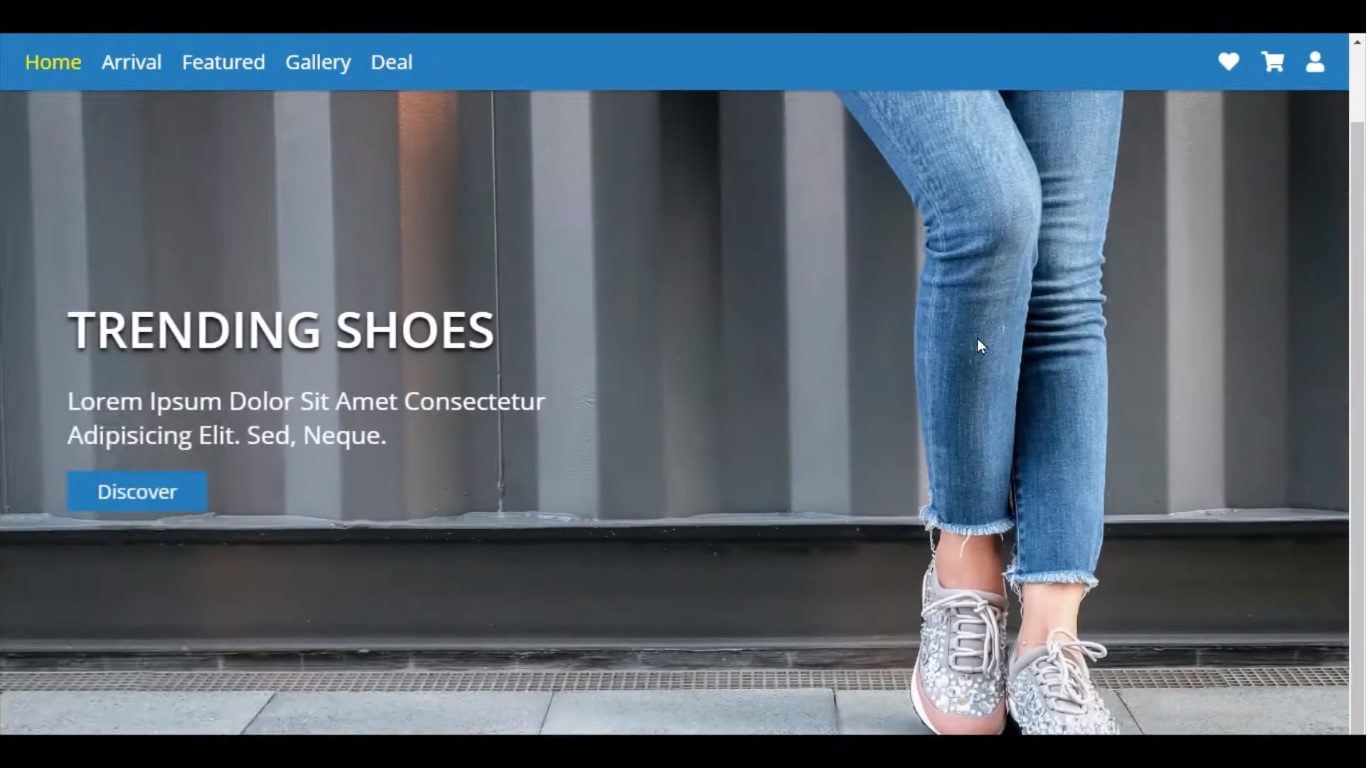 Home Arrival Featured Gallery Deal
TRENDING SHOES
Lorem Ipsum Dolor Sit Amet Consectetur
Adipisicing Elit. Sed, Neque.
Discover